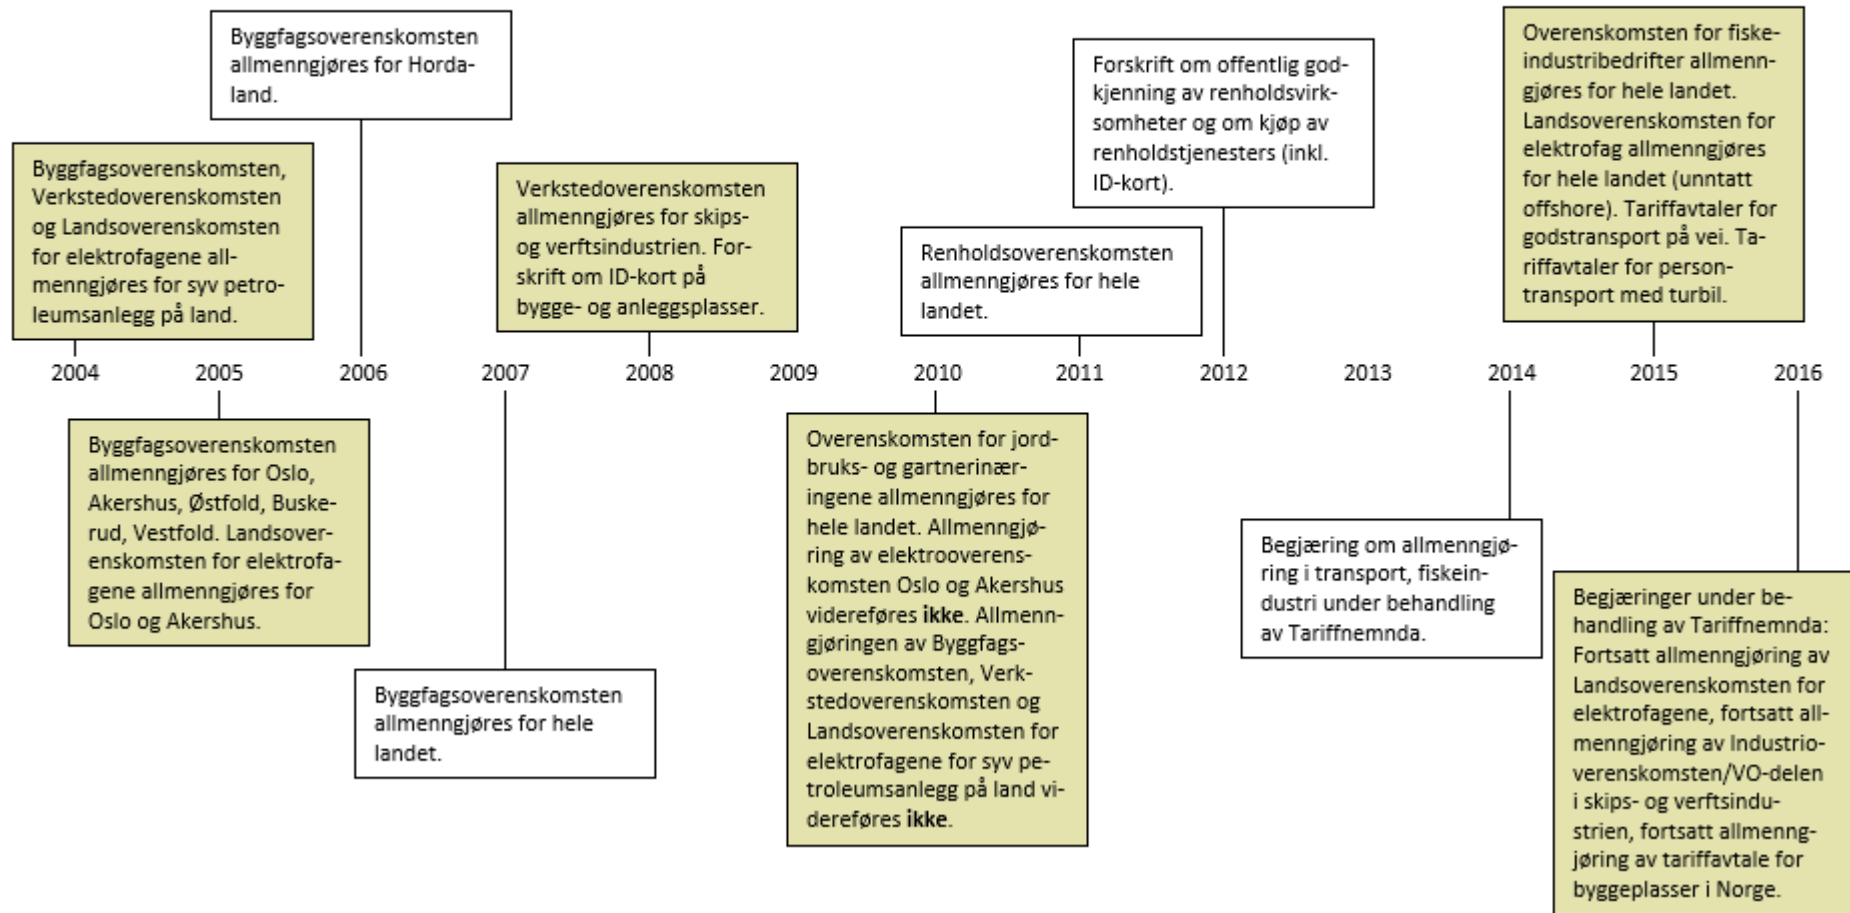 Byggfagsoverenskomsten
allmenngjøres for Horda-
land.
Forskrift om offentlig god-
kjenning av renholdsvirk-
somheter og om kjøp av
renholdstjenesters (inkl.
ID-kort).
Overenskomsten for fiske-
industribedrifter allmenn-
gjøres for hele landet.
Landsoverenskomsten for
elektrofag allmenngjøres
for hele landet (unntatt
offshore). Tariffavtaler for
godstransport på vei. Ta-
riffavtaler for person-
transport med turbil.
Byggfagsoverenskomsten,
Verkstedoverenskomsten
og Landsoverenskomsten
for elektrofagene all-
menngjøres for syv petro-
leumsanlegg på land.
Verkstedoverenskomsten
allmenngjøres for skips-
og verftsindustrien. For-
skrift om ID-kort på
bygge- og anleggsplasser.
Renholdsoverenskomsten
allmenngjøres for hele
landet.
2004 2005 2006 2007 2008 2009 2010 2011 2012 2013 2014 2015 2016
Byggfagsoverenskomsten
allmenngjøres for Oslo,
Akershus, Østfold, Buske-
rud, Vestfold. Landsover-
enskomsten for elektrofa-
gene allmenngjøres for
Oslo og Akershus.
Byggfagsoverenskomsten
allmenngjøres for hele
landet.
Overenskomsten for jord-
bruks- og gartnerinær-
ingene allmenngjøres for
hele landet. Allmenngjø-
ring av elektrooverens-
komsten Oslo og Akershus
videreføres ikke. Allmenn-
gjøringen av Byggfags-
overenskomsten, Verk-
stedoverenskomsten og
Landsoverenskomsten for
elektrofagene for syv pe-
troleumsanlegg på land vi-
dereføres ikke.
Begjæring om allmenngjø-
ring i transport, fiskein-
dustri under behandling
av Tariffnemnda.
Begjæringer under be-
handling av Tariffnemnda:
Fortsatt allmenngjøring av
Landsoverenskomsten for
elektrofagene, fortsatt all-
menngjøring av Industrio-
verenskomsten/VO-delen
i skips- og verftsindu-
strien, fortsatt allmenng-
jøring av tariffavtale for
byggeplasser i Norge.